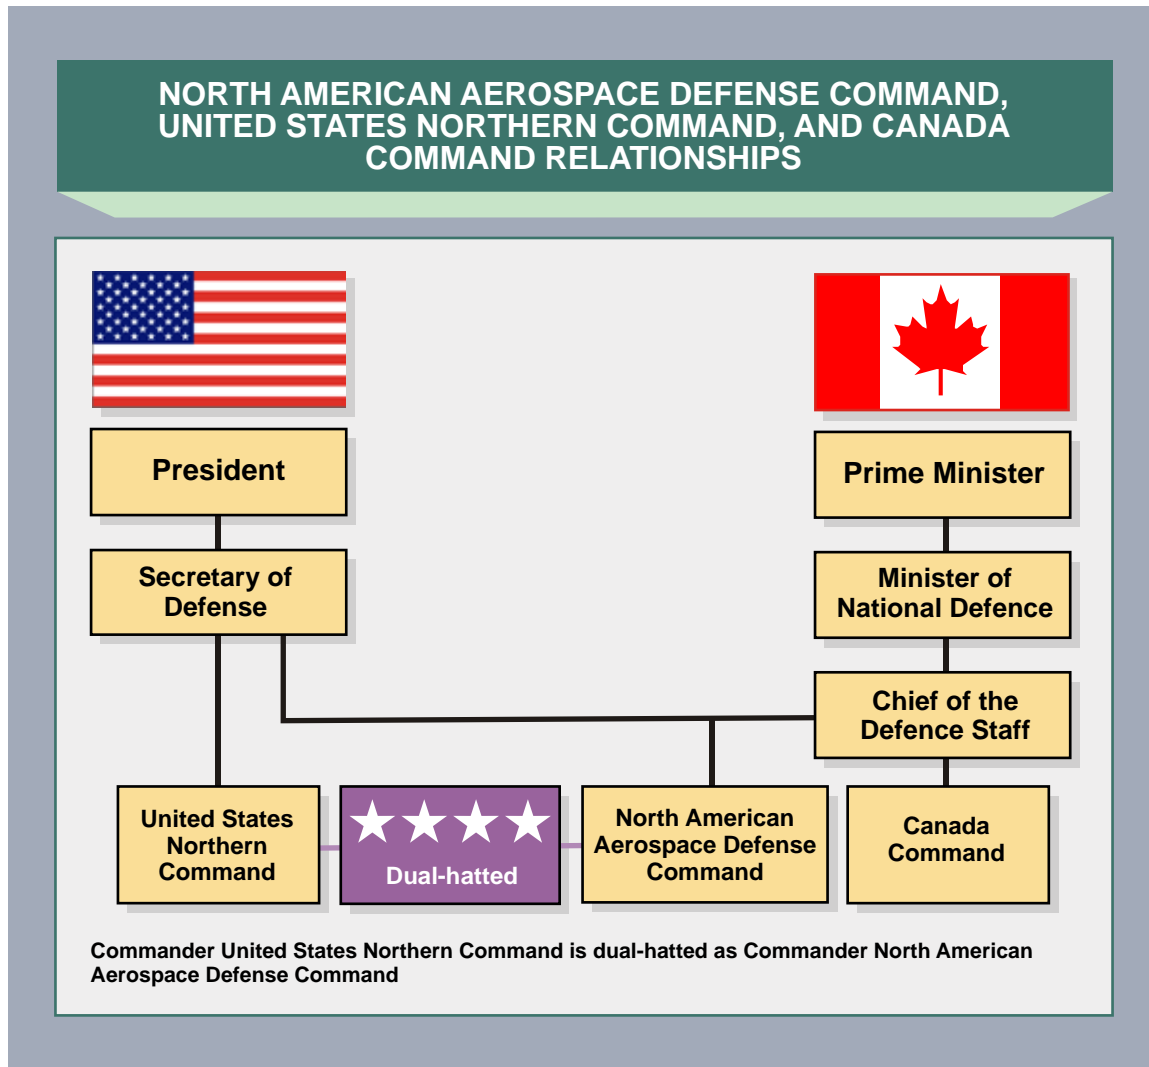 NORTH AMERICAN AEROSPACE DEFENSE COMMAND,
UNITED STATES NORTHERN COMMAND, AND CANADA
COMMAND RELATIONSHIPS
President
Prime Minister
Secretary of
Defense
Minister of
National Defence
Chief of the
Defence Staff
United States
Northern
Command
Dual-hatted
North American
Aerospace Defense
Command
Canada
Command
Commander United States Northern Command is dual-hatted as Commander North American
Aerospace Defense Command